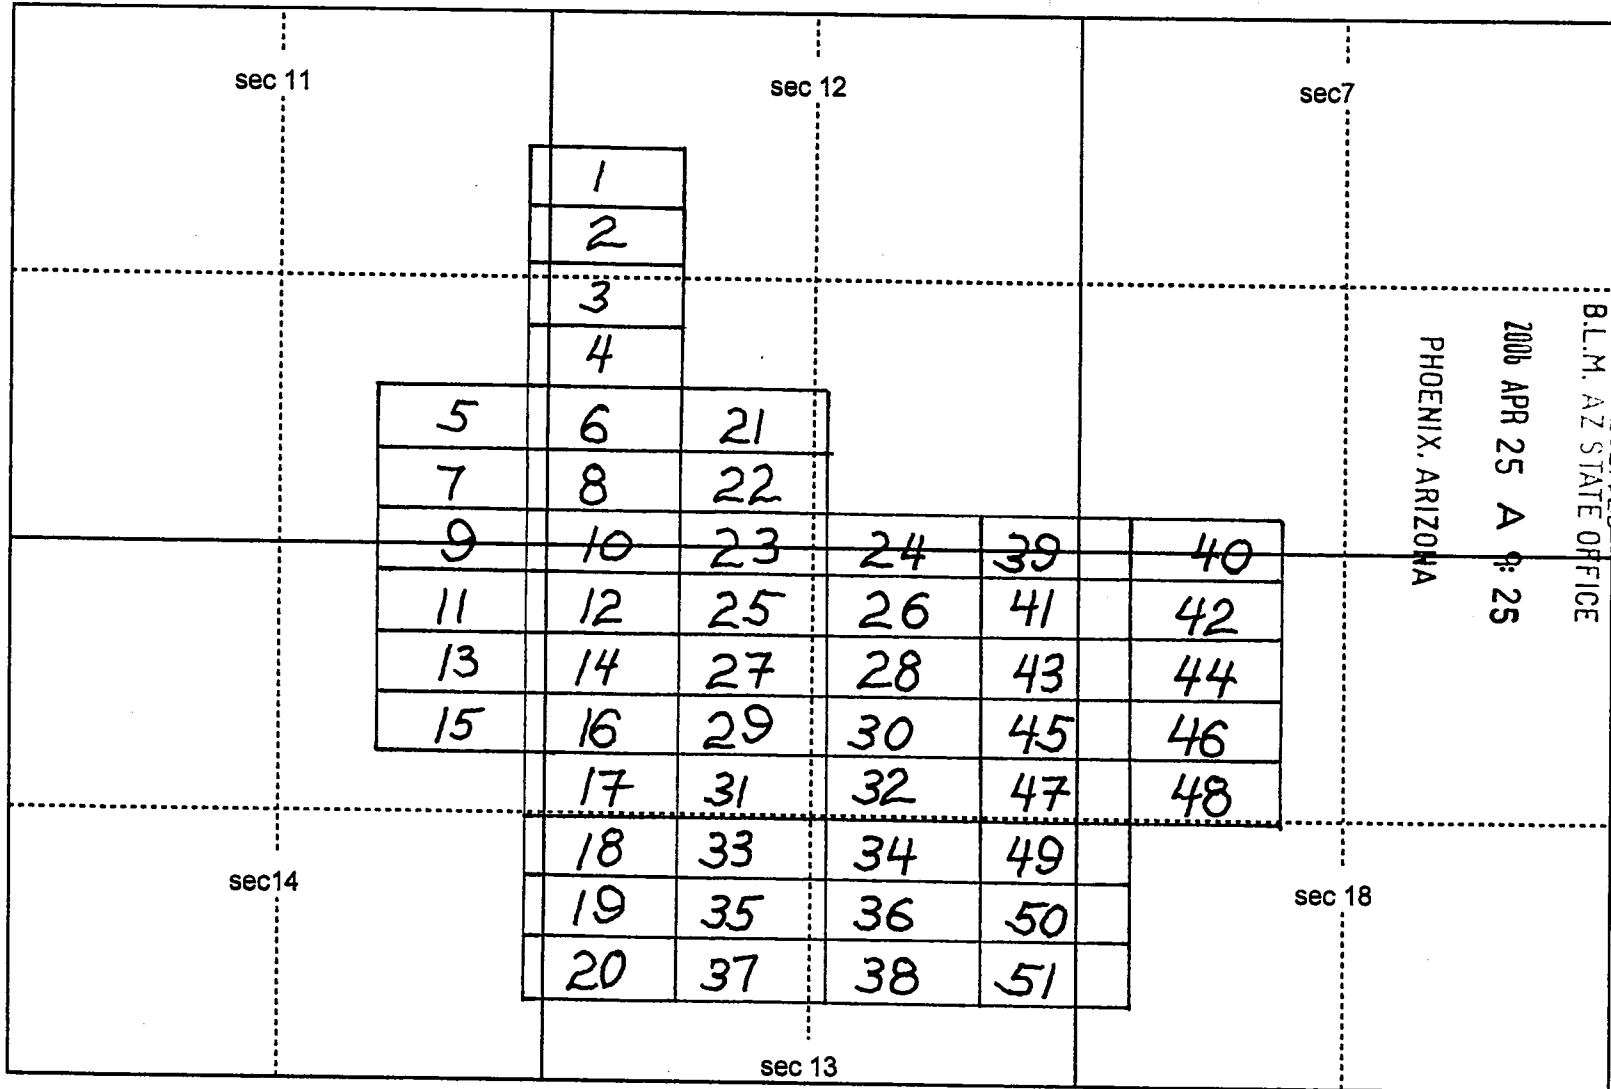 sec 11 sec 12 sec7
1
2
3
4
5 6 21
7 8 22
9 10 23 24 39 40
11 12 25 26 41 42
13 14 27 28 43 44
15 16 29 30 45 46
17 31 32 47 48
18 33 34 49
sec14 sec 18
19 35 36 50
20 37 38 51
sec 13
B.L.M. AZ STATE OFFICE
2006 APR 25 A 9: 25
PHOENIX, ARIZONA